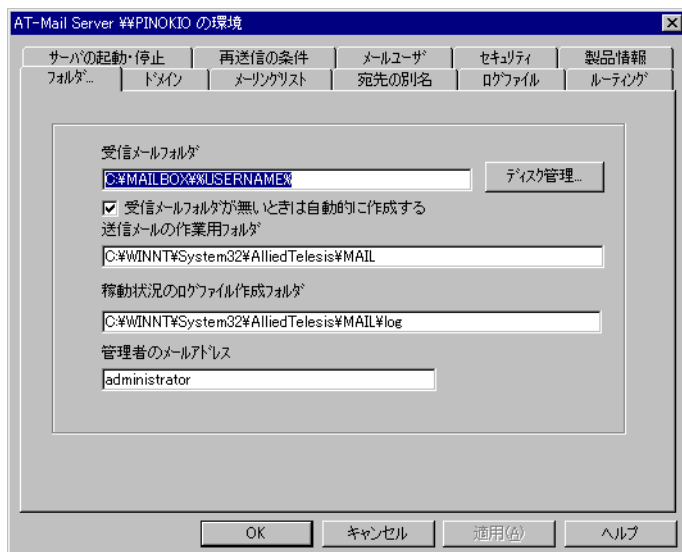 AT-Mail Server ¥¥PINOKIO の環境
サーバの起動・停止 再送信の条件 メールユーザ セキュリティ 製品情報
フォルダ... ドメイン メーリングリスト 宛先の別名 ログファイル ルーティング
受信メールフォルダ
C:¥MAILBOX¥%USERNAME%
ディスク管理...
受信メールフォルダが無いときは自動的に作成する
送信メールの作業用フォルダ
C:¥WINNT¥System32¥AlliedTelesis¥MAIL
稼動状況のログファイル作成フォルダ
C:¥WINNT¥System32¥AlliedTelesis¥MAIL¥log
管理者のメールアドレス
administrator
OK キャンセル 適用(A) ヘルプ